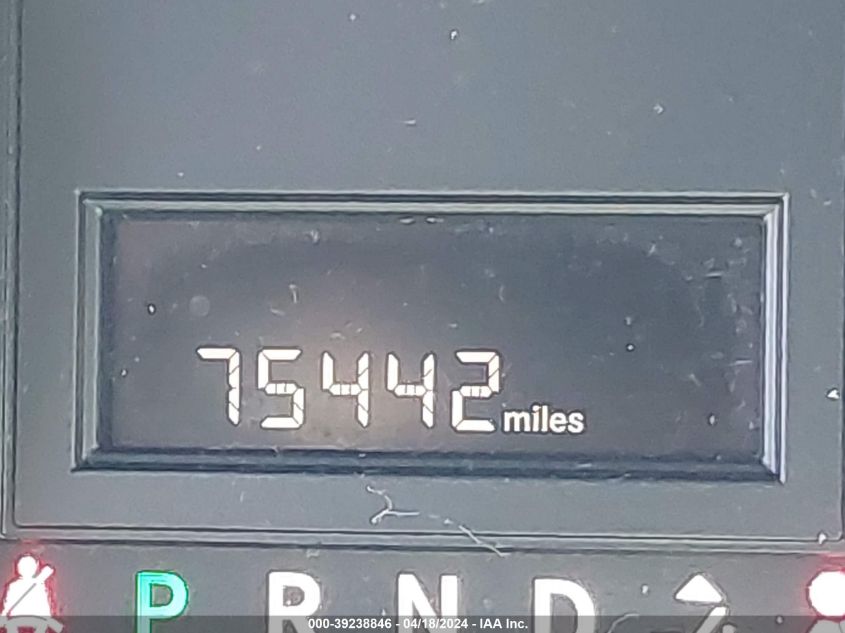 75442 miles
P R N D
000-39238846 - 04/18/2024 - IAA Inc.